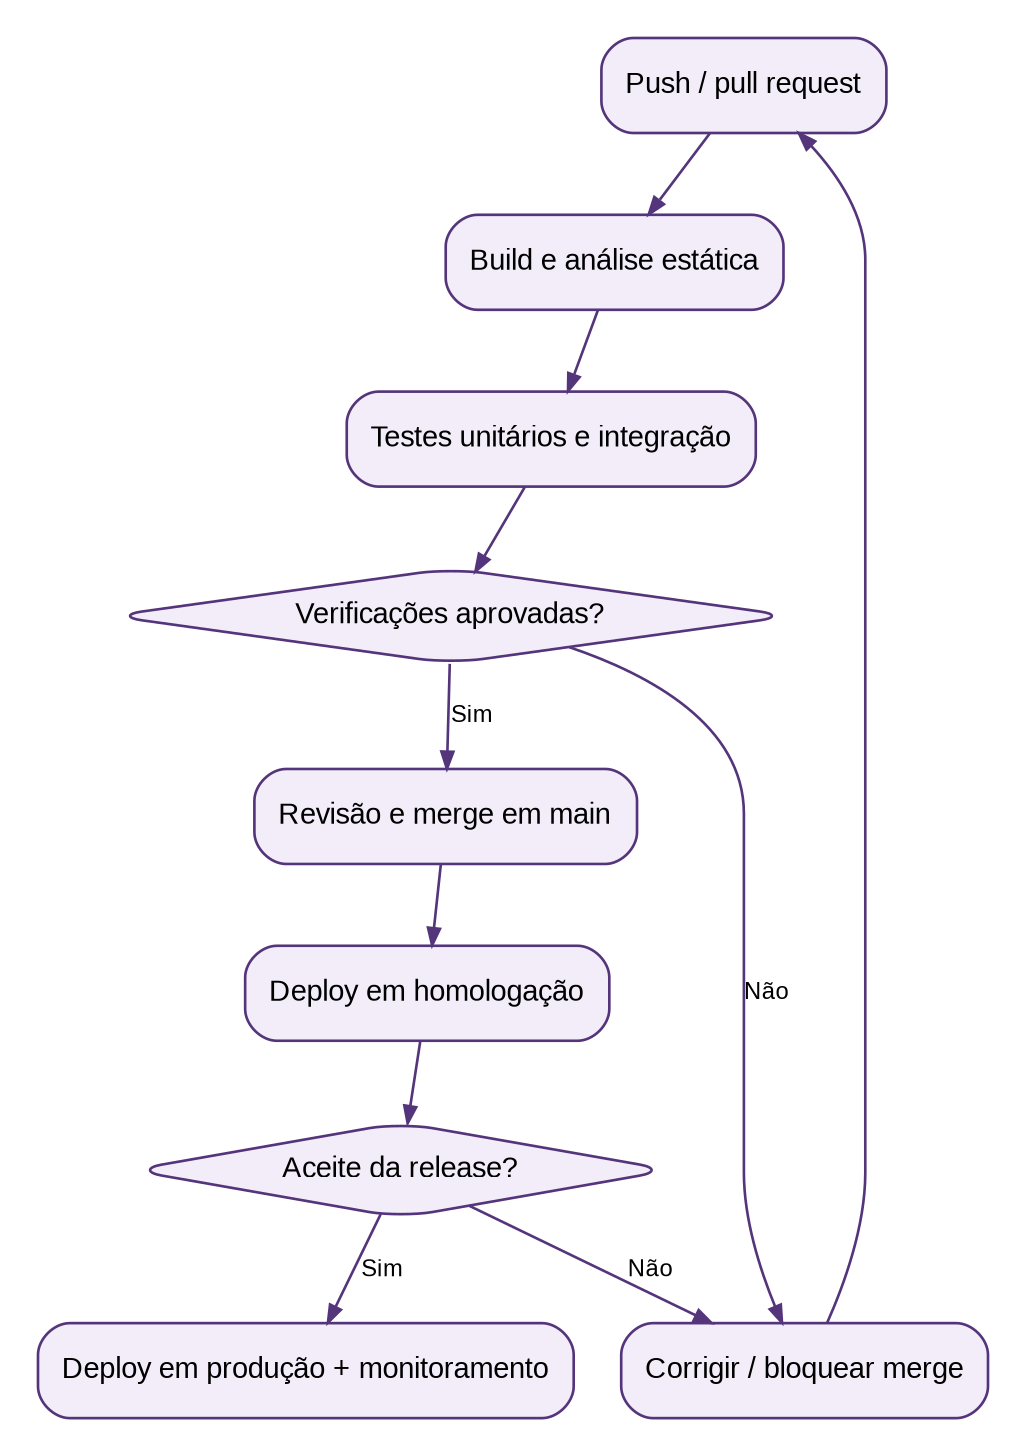 Push / pull request
Build e análise estática
Testes unitários e integração
Verificações aprovadas?
Sim
Revisão e merge em main
Deploy em homologação
Não
Aceite da release?
Sim
Não
Deploy em produção + monitoramento
Corrigir / bloquear merge